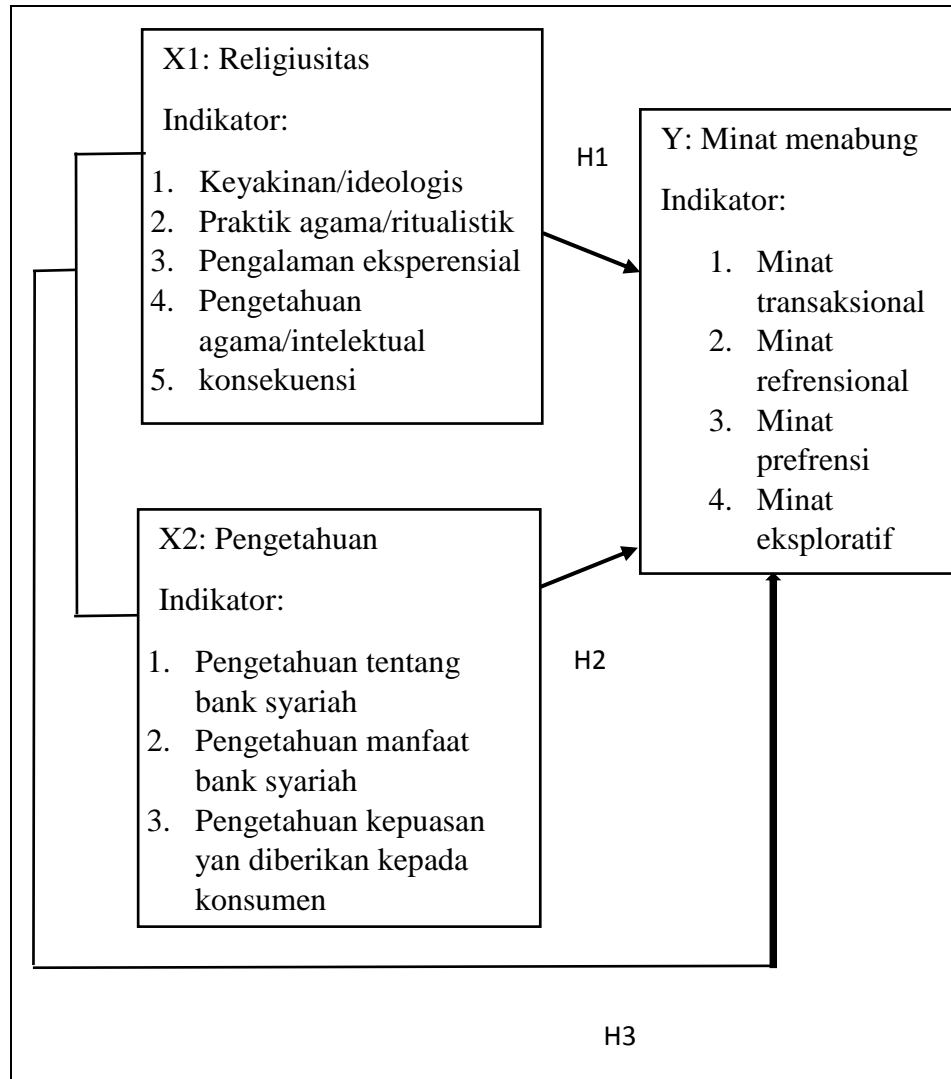 X1: Religiusitas
Indikator:
1. Keyakinan/ideologis
2. Praktik agama/ritualistik
3. Pengalaman eksperensial
4. Pengetahuan
agama/intelektual
5. konsekuensi
H1
Y: Minat menabung
Indikator:
1. Minat
transaksional
2. Minat
refrensional
3. Minat
prefrensi
4. Minat
eksploratif
X2: Pengetahuan
Indikator:
1. Pengetahuan tentang
bank syariah
2. Pengetahuan manfaat
bank syariah
3. Pengetahuan kepuasan
yan diberikan kepada
konsumen
H2
H3